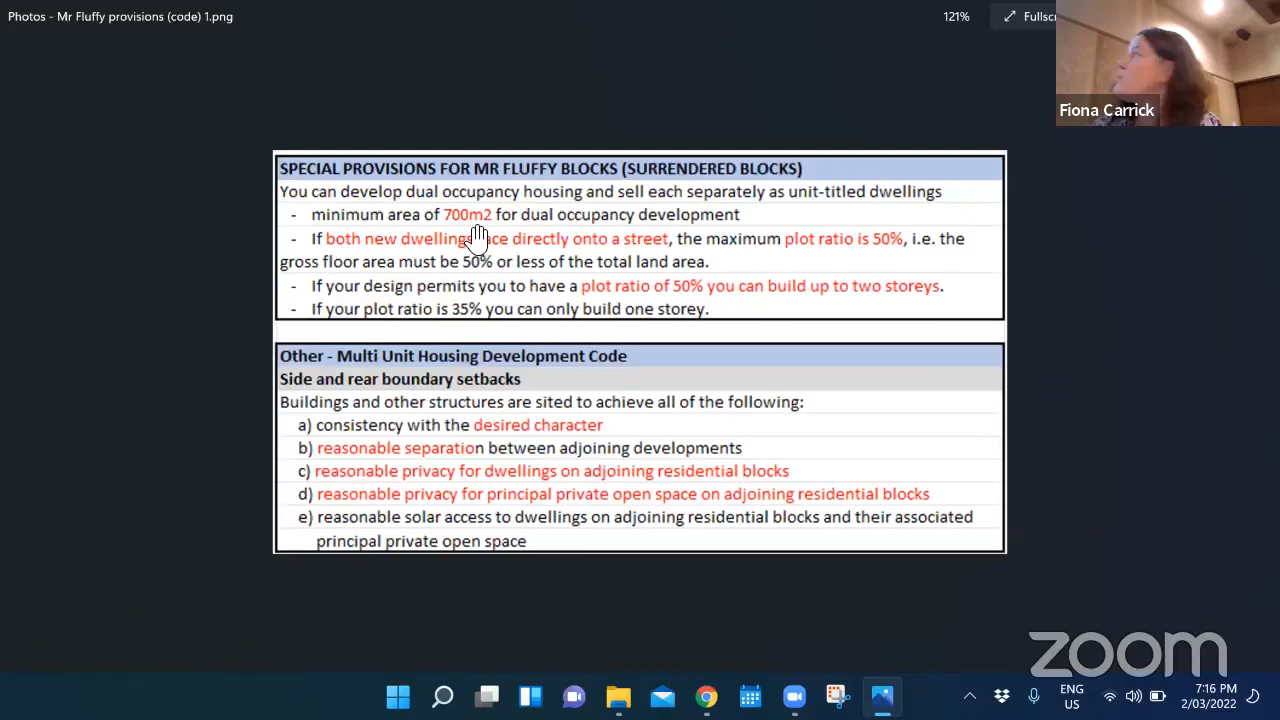 Photos - Mr Fluffy provisions (code) 1.png
121%
Fullscr
Fiona Carrick
SPECIAL PROVISIONS FOR MR FLUFFY BLOCKS (SURRENDERED BLOCKS)
You can develop dual occupancy housing and sell each separately as unit-titled dwellings
- minimum area of 700m2 for dual occupancy development
- If both new dwellings face directly onto a street, the maximum plot ratio is 50%, i.e. the
gross floor area must be 50% or less of the total land area.
- If your design permits you to have a plot ratio of 50% you can build up to two storeys.
- If your plot ratio is 35% you can only build one storey.
Other - Multi Unit Housing Development Code
Side and rear boundary setbacks
Buildings and other structures are sited to achieve all of the following:
a) consistency with the desired character
b) reasonable separation between adjoining developments
c) reasonable privacy for dwellings on adjoining residential blocks
d) reasonable privacy for principal private open space on adjoining residential blocks
e) reasonable solar access to dwellings on adjoining residential blocks and their associated
principal private open space
zoom
ENG
US
7:16 PM
2/03/2022